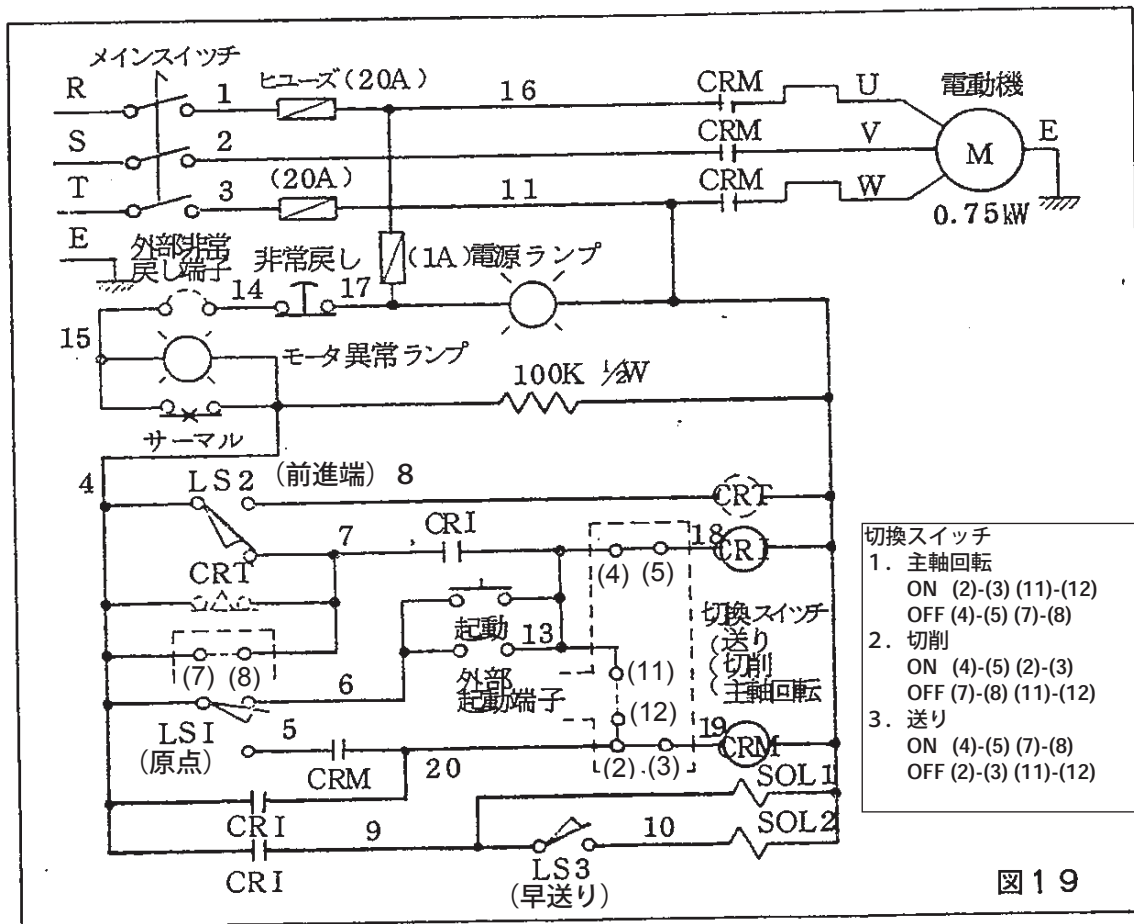 メインスイッチ
R 1 ヒューズ(20A) 16 CRM U 電動機
S 2 CRM V M E
T 3 (20A) 11 CRM W 0.75kW
E 外部非常戻し端子 14 非常戻し 17 (1A)電源ランプ
15 モータ異常ランプ
100K ½W
サーマル
4 LS2 (前進端) 8 CRT
7 CRI 18 CRI
(4) (5)
CRT
起動 13
切換スイッチ
(送り
(切削
(主軸回転
(7) (8) 6
外部起動端子
(11)
(12)
LSI
(原点)
5 CRM 20 (2) (3) 19 CRM
CRI SOL1
9 10 SOL2
CRI LS3
(早送り)
切換スイッチ
1. 主軸回転
ON (2)-(3) (11)-(12)
OFF (4)-(5) (7)-(8)
2. 切削
ON (4)-(5) (2)-(3)
OFF (7)-(8) (11)-(12)
3. 送り
ON (4)-(5) (7)-(8)
OFF (2)-(3) (11)-(12)
図19